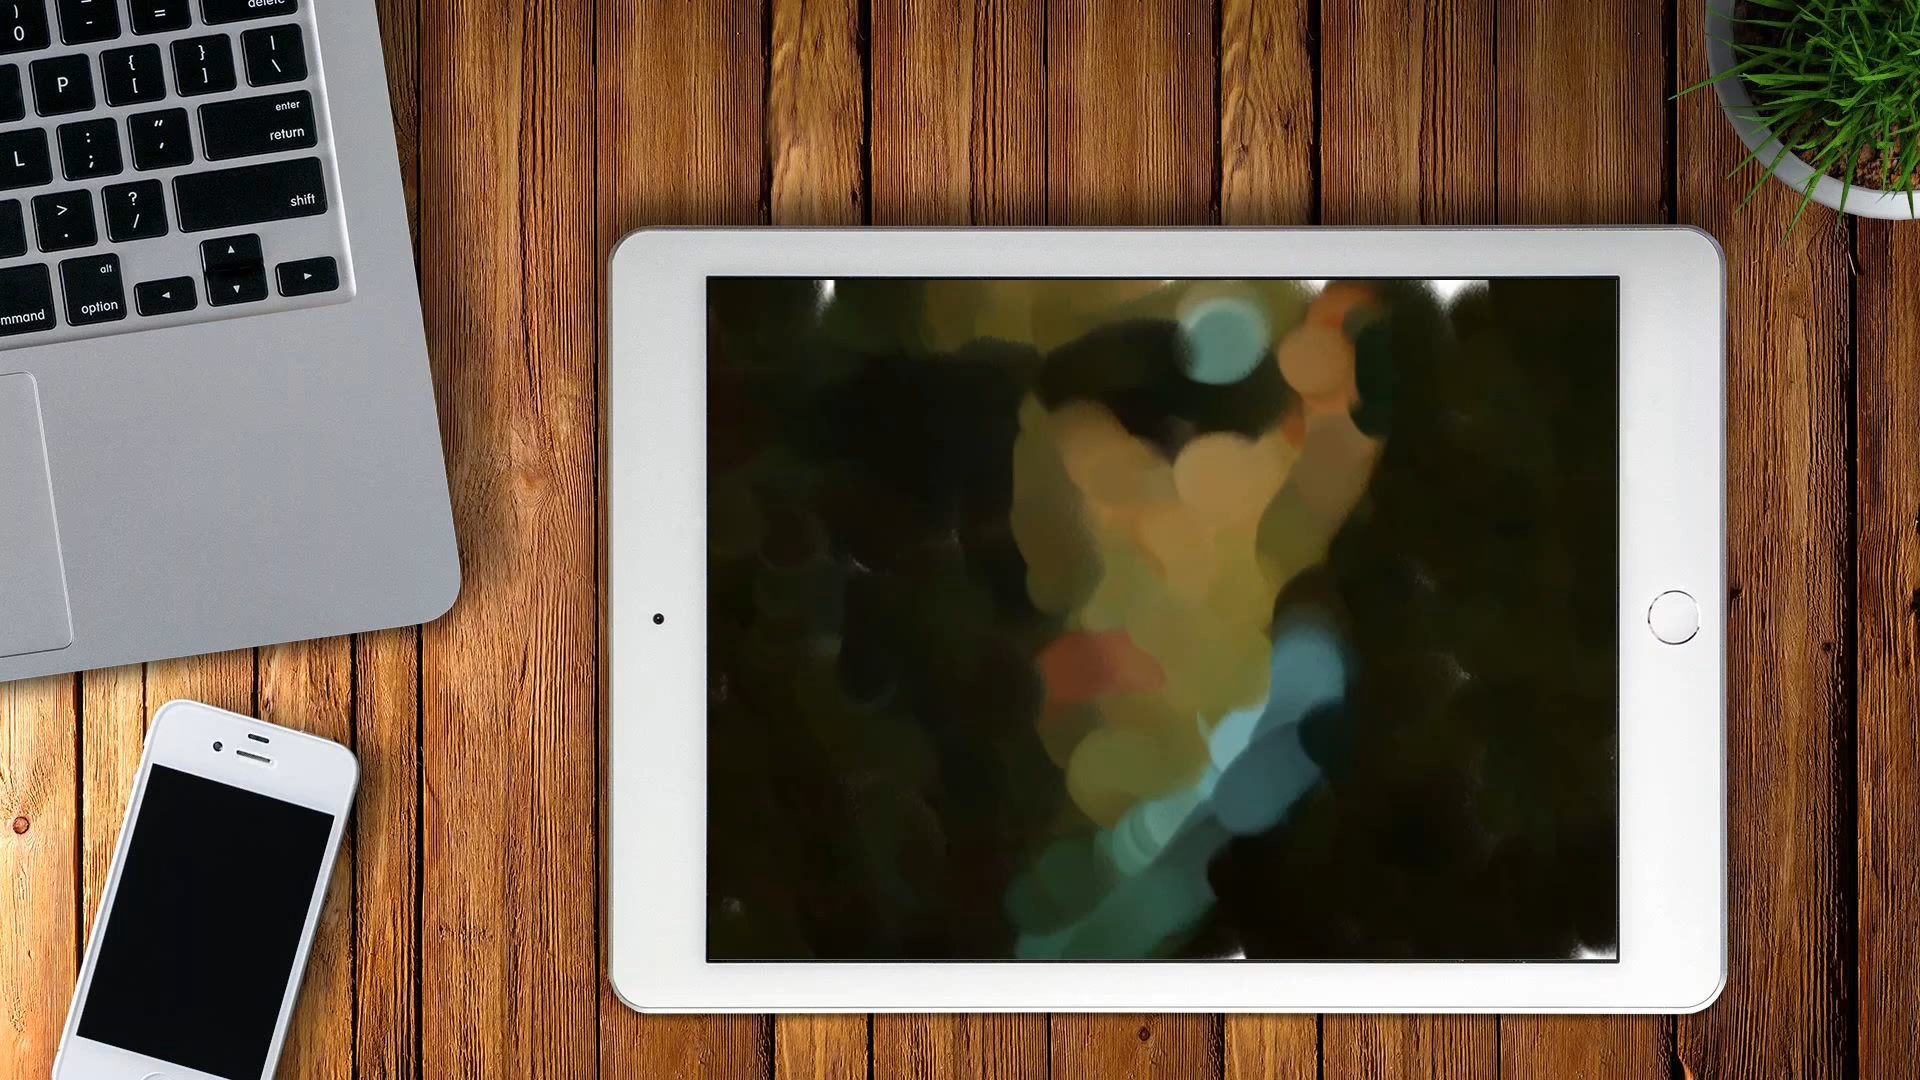 ) 0 - = delete
P { [ } ] | \
L : ; " ' enter return
> . ? / shift
mmand alt option